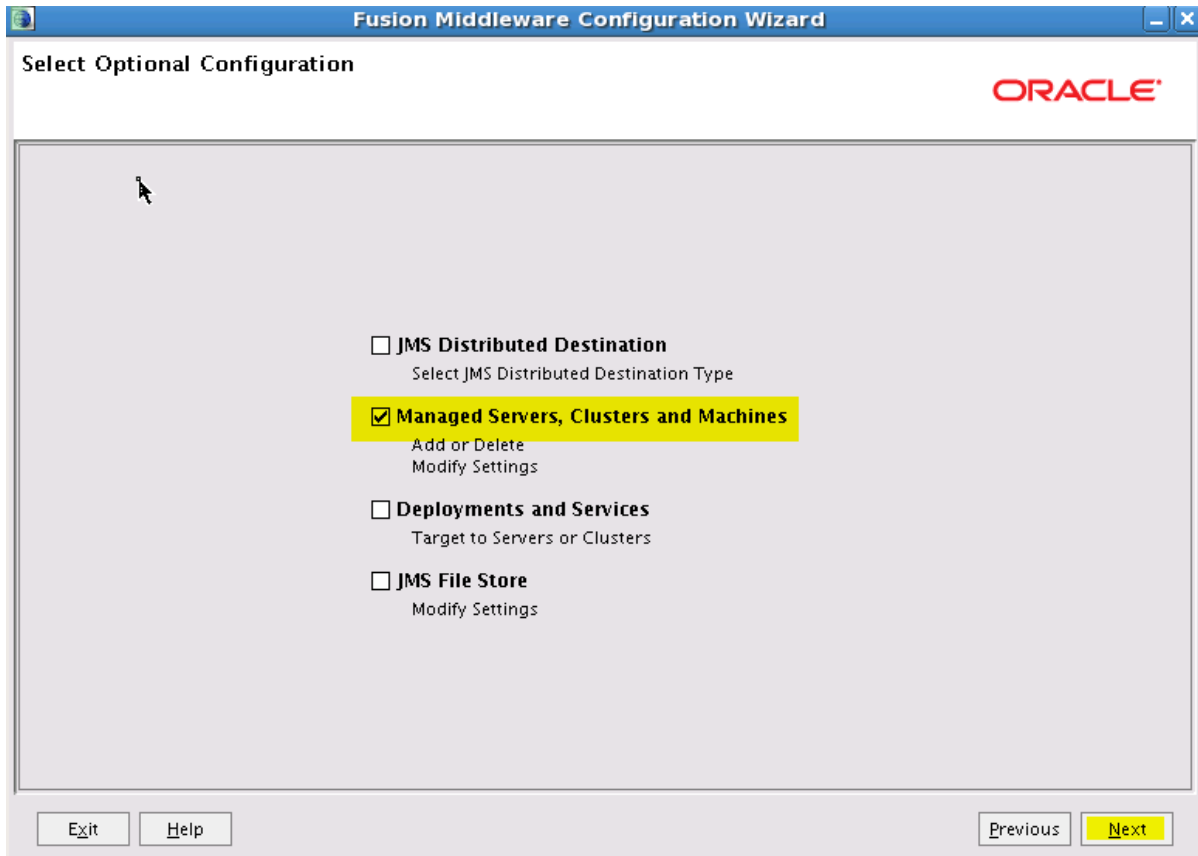 Fusion Middleware Configuration Wizard
Select Optional Configuration
ORACLE
JMS Distributed Destination
Select JMS Distributed Destination Type
Managed Servers, Clusters and Machines
Add or Delete
Modify Settings
Deployments and Services
Target to Servers or Clusters
JMS File Store
Modify Settings
Exit Help Previous Next